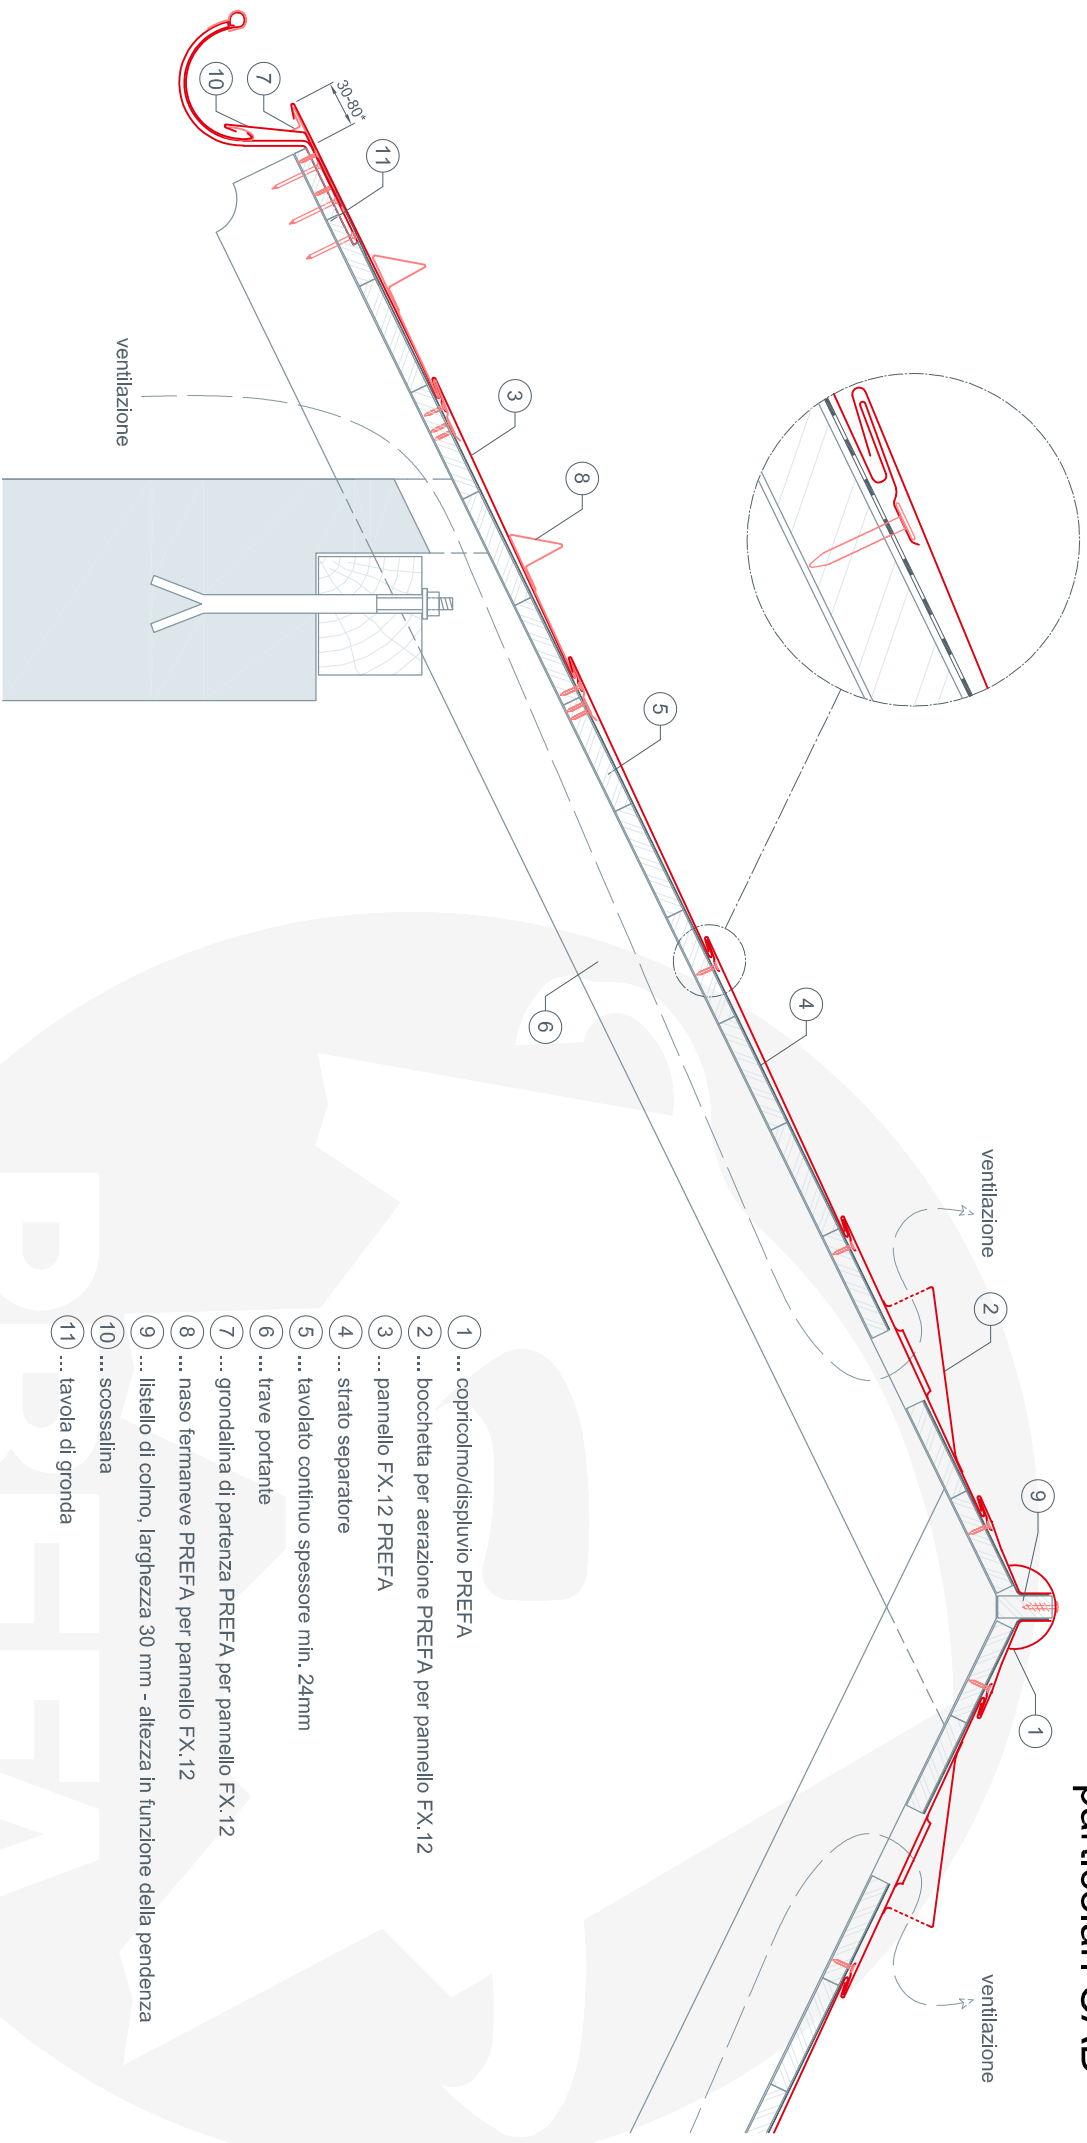 particolari CAD
ventilazione
ventilazione
ventilazione
30-80*
7
10
11
3
8
5
6
4
2
9
1
1 ... copricolmo/displuvio PREFA
2 ... bocchetta per aerazione PREFA per pannello FX.12
3 ... pannello FX.12 PREFA
4 ... strato separatore
5 ... tavolato continuo spessore min. 24mm
6 ... trave portante
7 ... grondalina di partenza PREFA per pannello FX.12
8 ... naso fermaneve PREFA per pannello FX.12
9 ... listello di colmo, larghezza 30 mm - altezza in funzione della pendenza
10 ... scossalina
11 ... tavola di gronda
PREFA